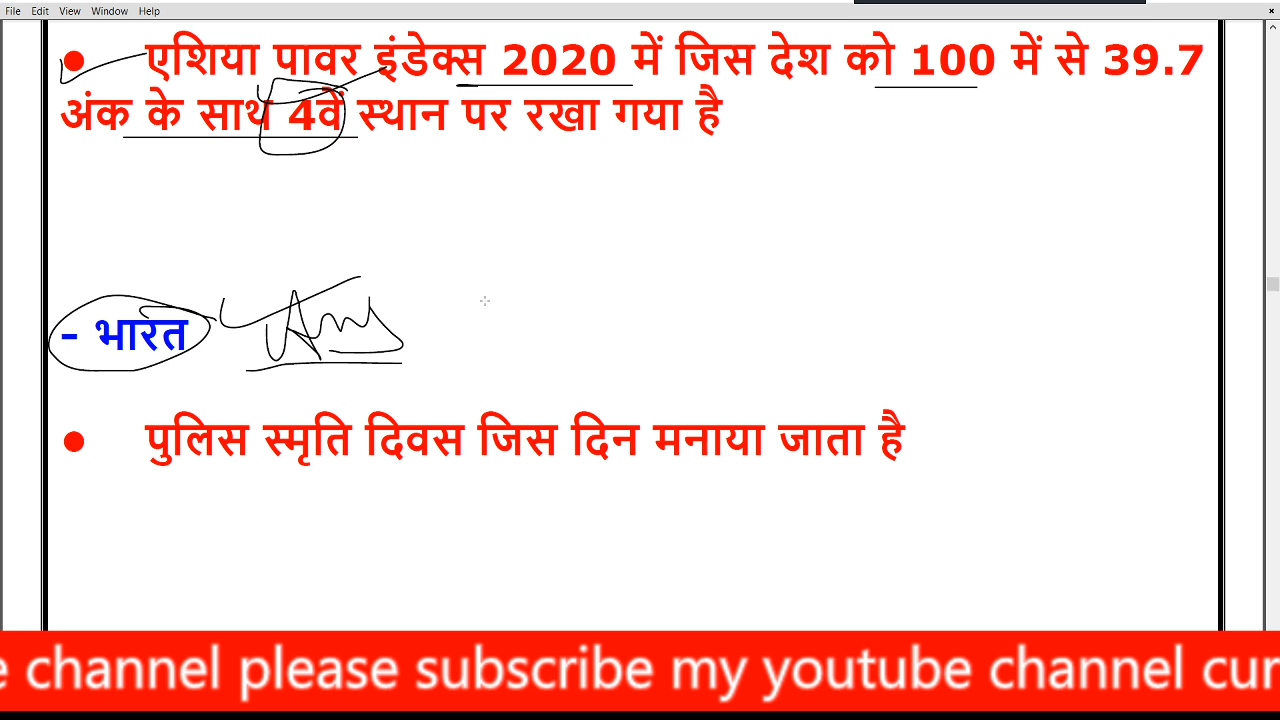 File Edit View Window Help
● एशिया पावर इंडेक्स 2020 में जिस देश को 100 में से 39.7
अंक के साथ 4वें स्थान पर रखा गया है
- भारत Ans
● पुलिस स्मृति दिवस जिस दिन मनाया जाता है
channel please subscribe my youtube channel